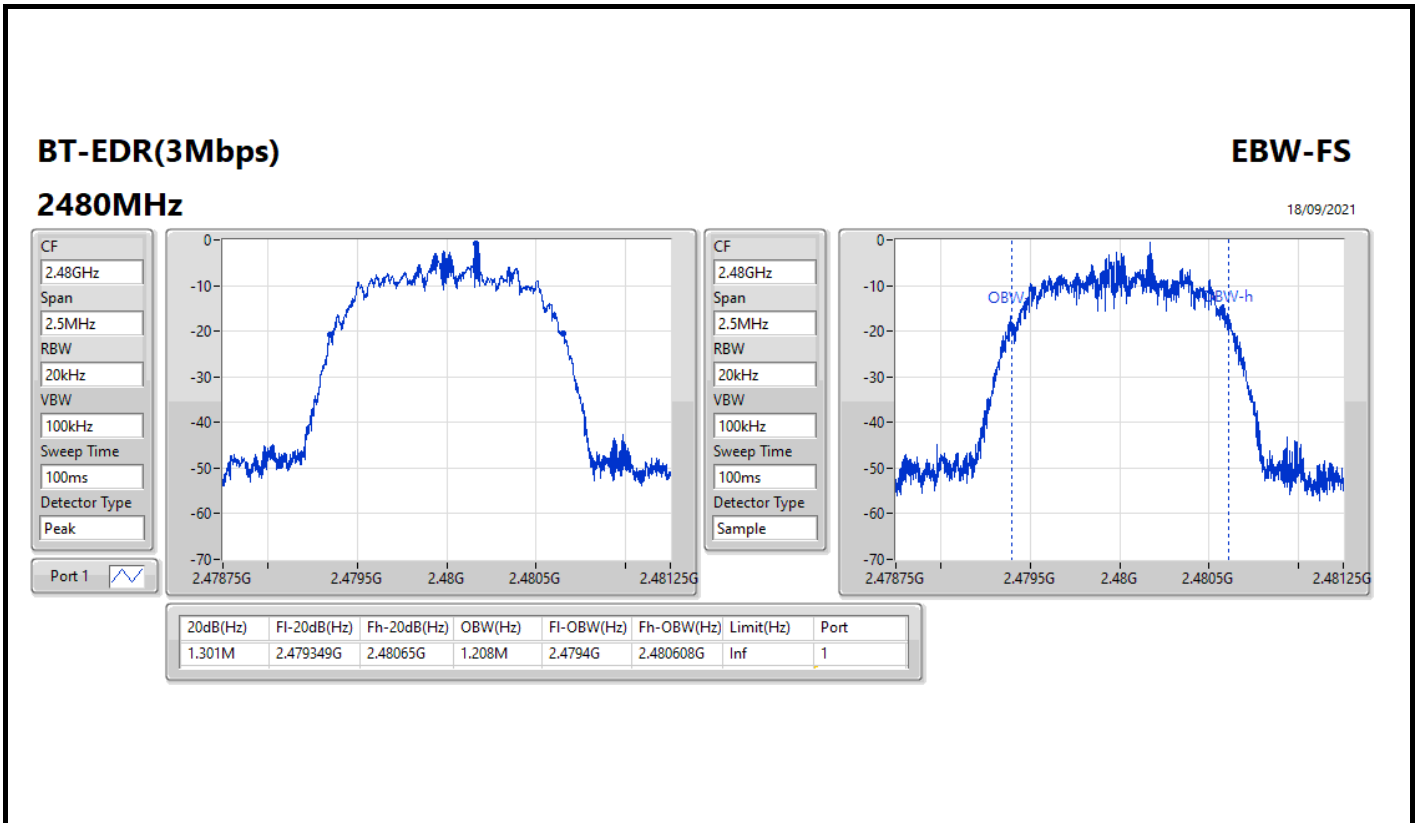 BT-EDR(3Mbps)
EBW-FS
2480MHz
18/09/2021
CF
2.48GHz
Span
2.5MHz
RBW
20kHz
VBW
100kHz
Sweep Time
100ms
Detector Type
Peak
Port 1
0-
-10-
-20-
-30-
-40-
-50-
-60-
-70-
2.47875G 2.4795G 2.48G 2.4805G 2.48125G
CF
2.48GHz
Span
2.5MHz
RBW
20kHz
VBW
100kHz
Sweep Time
100ms
Detector Type
Sample
0-
-10-
-20-
-30-
-40-
-50-
-60-
-70-
OBW-
OBW-h
2.47875G 2.4795G 2.48G 2.4805G 2.48125G
20dB(Hz) Fl-20dB(Hz) Fh-20dB(Hz) OBW(Hz) Fl-OBW(Hz) Fh-OBW(Hz) Limit(Hz) Port
1.301M 2.479349G 2.48065G 1.208M 2.4794G 2.480608G Inf 1